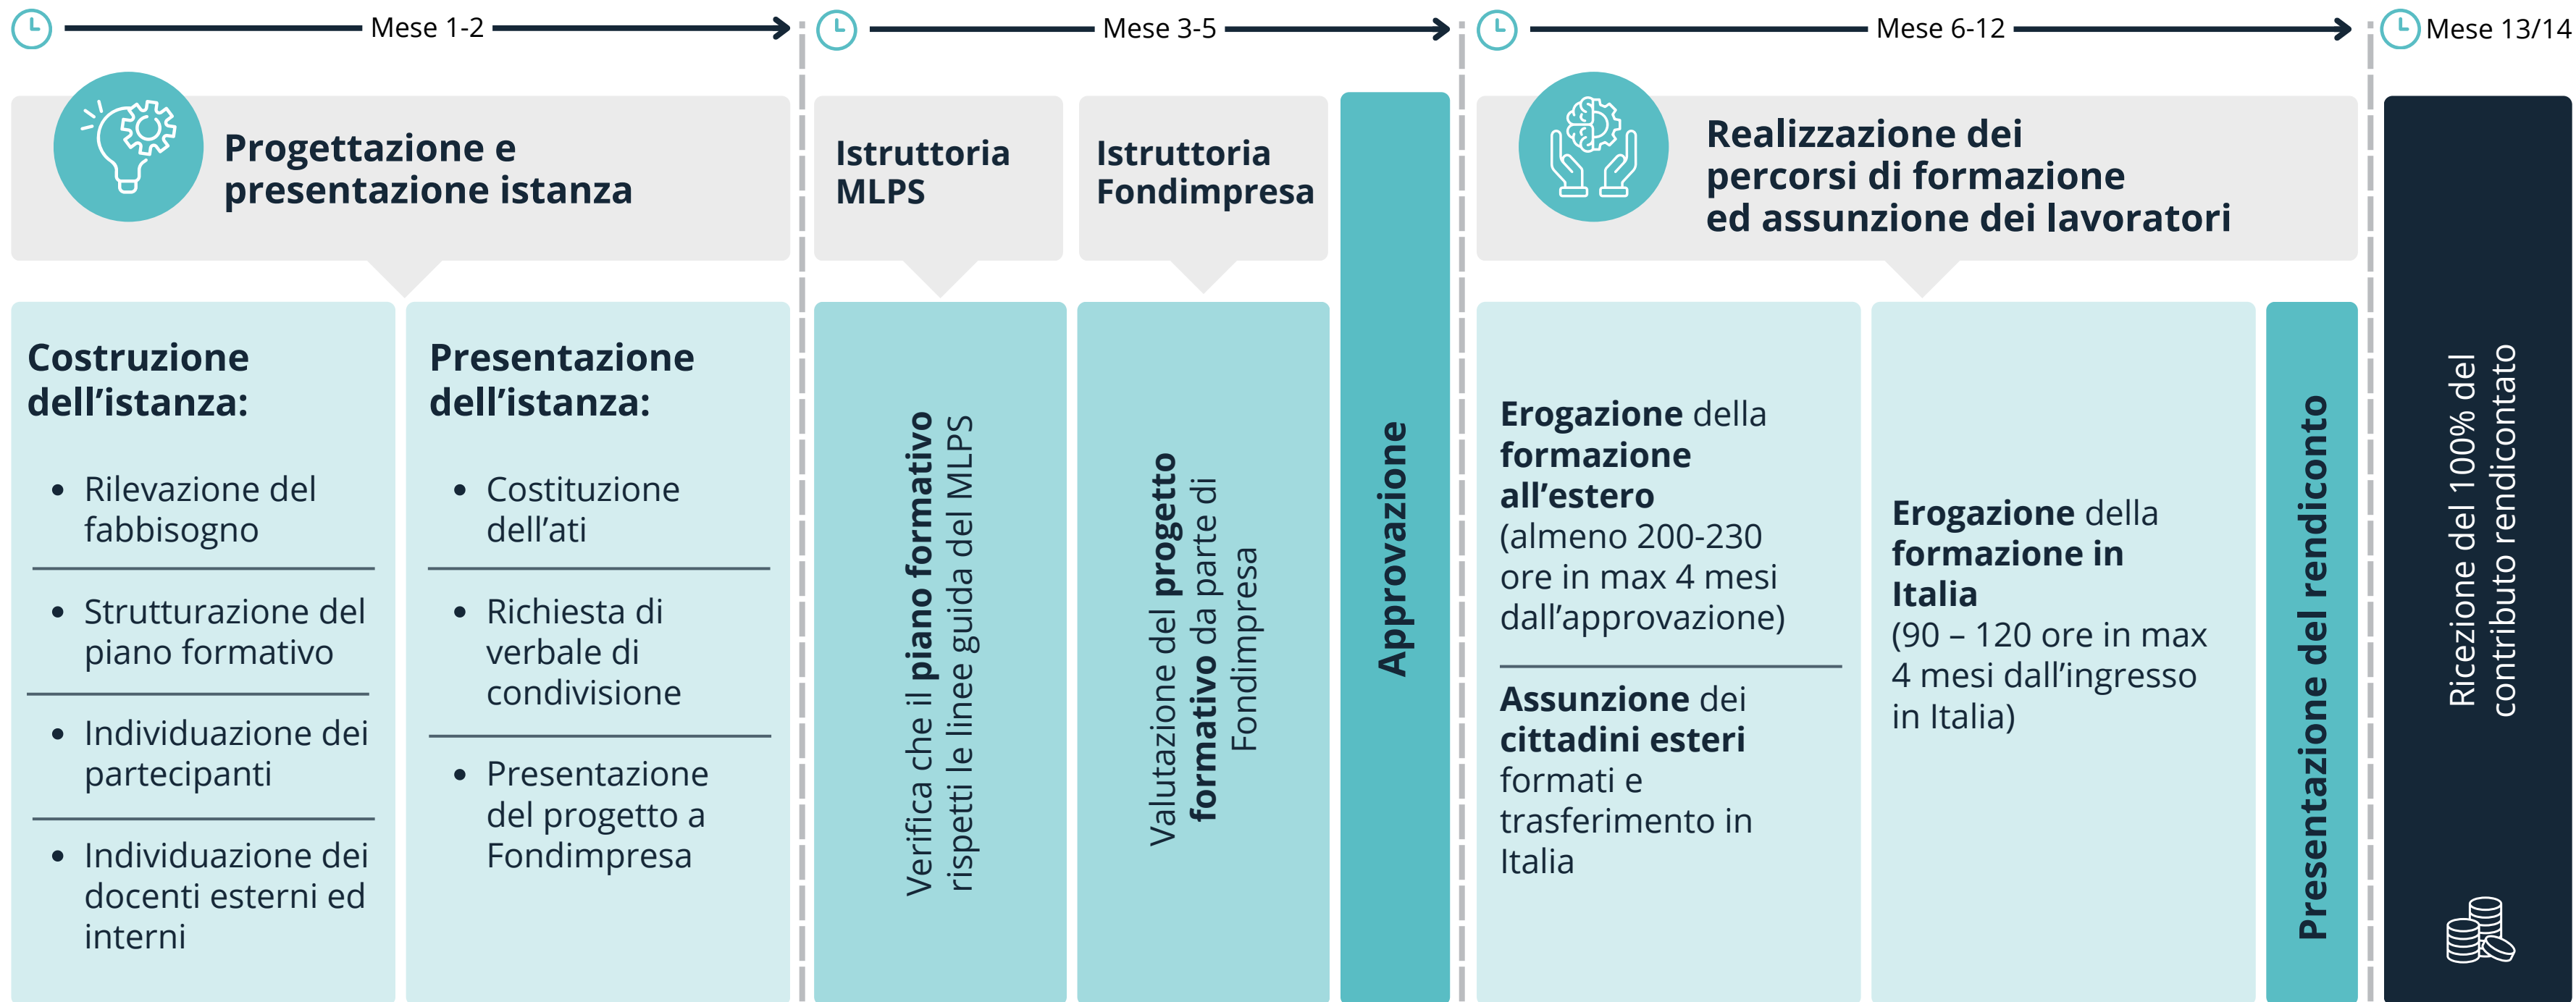 Mese 1-2
Mese 3-5
Mese 6-12
Mese 13/14
Progettazione e
presentazione istanza
Costruzione
dell’istanza:
• Rilevazione del
fabbisogno
• Strutturazione del
piano formativo
• Individuazione dei
partecipanti
• Individuazione dei
docenti esterni ed
interni
Presentazione
dell’istanza:
• Costituzione
dell’ati
• Richiesta di
verbale di
condivisione
• Presentazione
del progetto a
Fondimpresa
Istruttoria
MLPS
Verifica che il piano formativo
rispetti le linee guida del MLPS
Istruttoria
Fondimpresa
Valutazione del progetto
formativo da parte di
Fondimpresa
Approvazione
Realizzazione dei
percorsi di formazione
ed assunzione dei lavoratori
Erogazione della
formazione
all’estero
(almeno 200-230
ore in max 4 mesi
dall’approvazione)
Assunzione dei
cittadini esteri
formati e
trasferimento in
Italia
Erogazione della
formazione in
Italia
(90 – 120 ore in max
4 mesi dall’ingresso
in Italia)
Presentazione del rendiconto
Ricezione del 100% del
contributo rendicontato